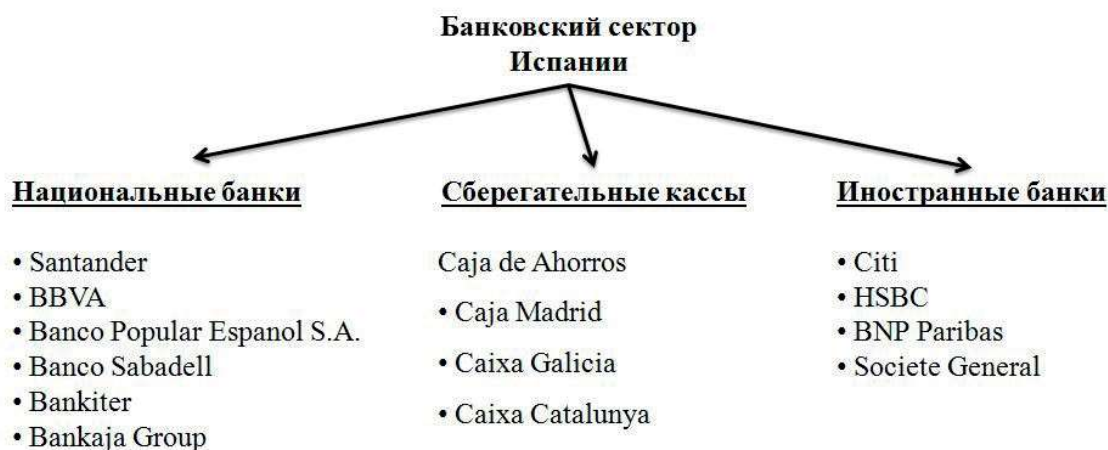 Банковский сектор
Испании
Национальные банки
• Santander
• BBVA
• Banco Popular Espanol S.A.
• Banco Sabadell
• Bankiter
• Bankaja Group
Сберегательные кассы
Caja de Ahorros
• Caja Madrid
• Caixa Galicia
• Caixa Catalunya
Иностранные банки
• Citi
• HSBC
• BNP Paribas
• Societe General